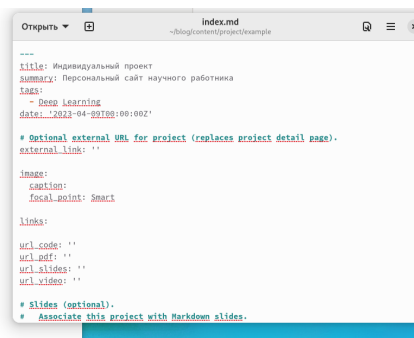 Открыть
index.md
~/blog/content/project/example
---
title: Индивидуальный проект
summary: Персональный сайт научного работника
tags:
  - Deep Learning
date: '2023-04-09T00:00:00Z'

# Optional external URL for project (replaces project detail page).
external_link: ''

image:
  caption:
  focal_point: Smart

links:

url_code: ''
url_pdf: ''
url_slides: ''
url_video: ''

# Slides (optional).
#   Associate this project with Markdown slides.